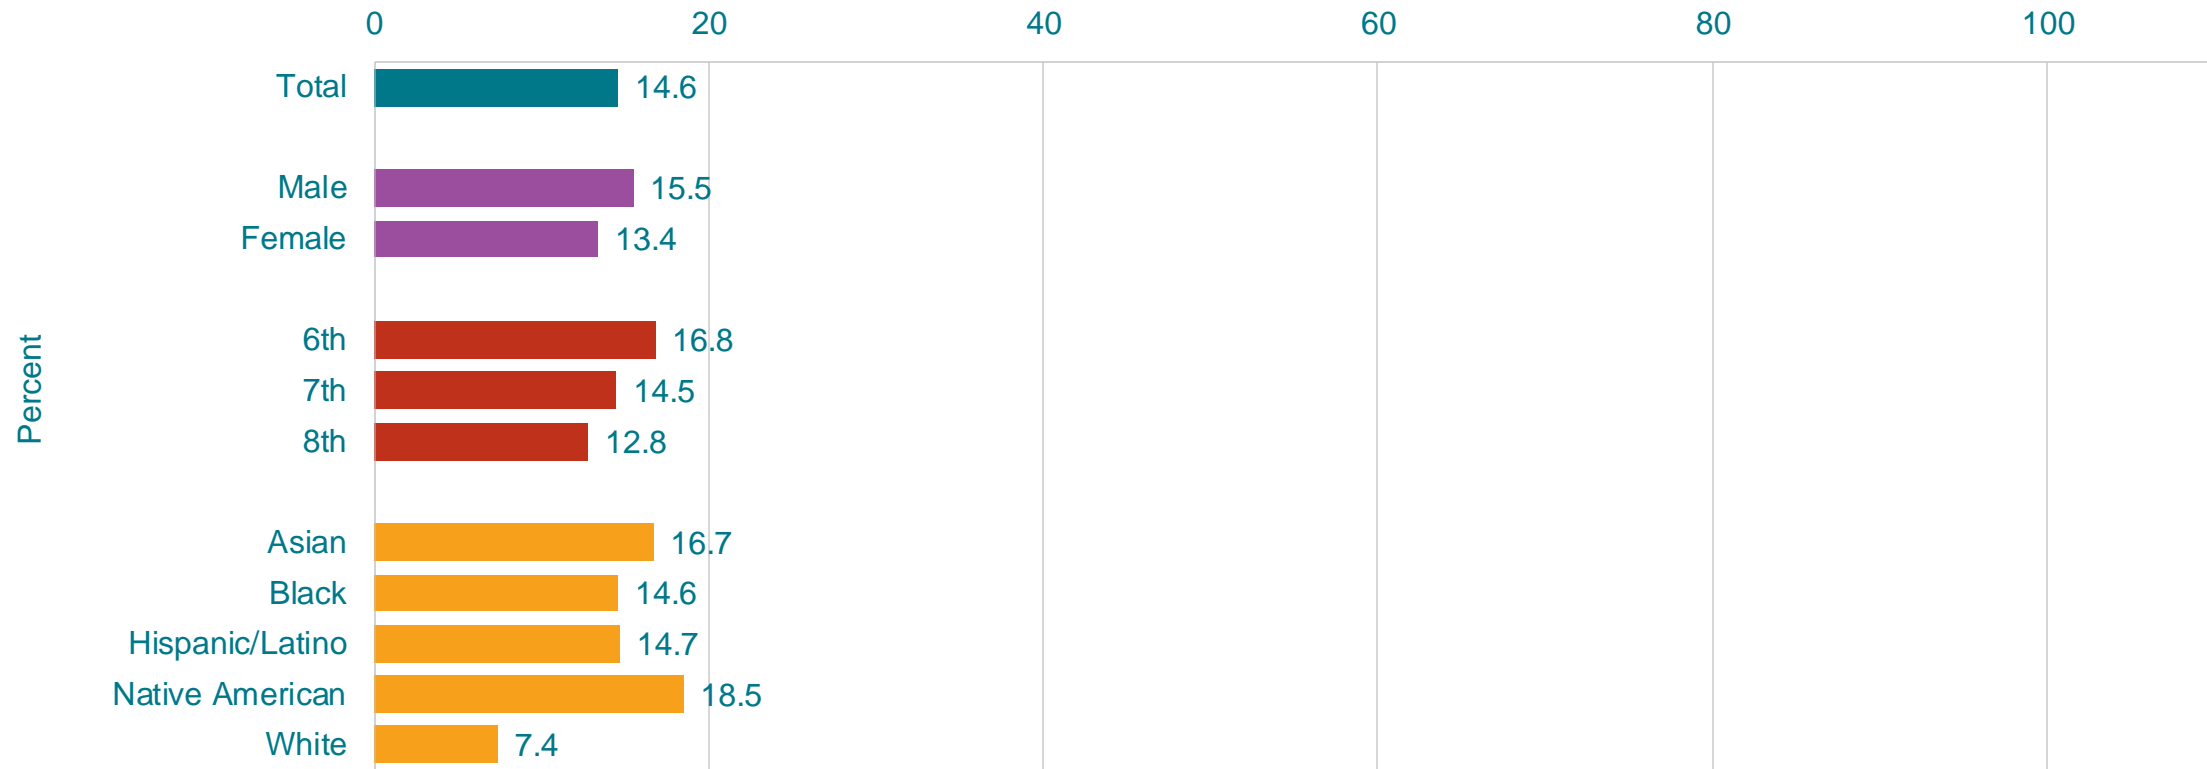 0 20 40 60 80 100
Total 14.6
Male 15.5
Female 13.4
Percent
6th 16.8
7th 14.5
8th 12.8
Asian 16.7
Black 14.6
Hispanic/Latino 14.7
Native American 18.5
White 7.4